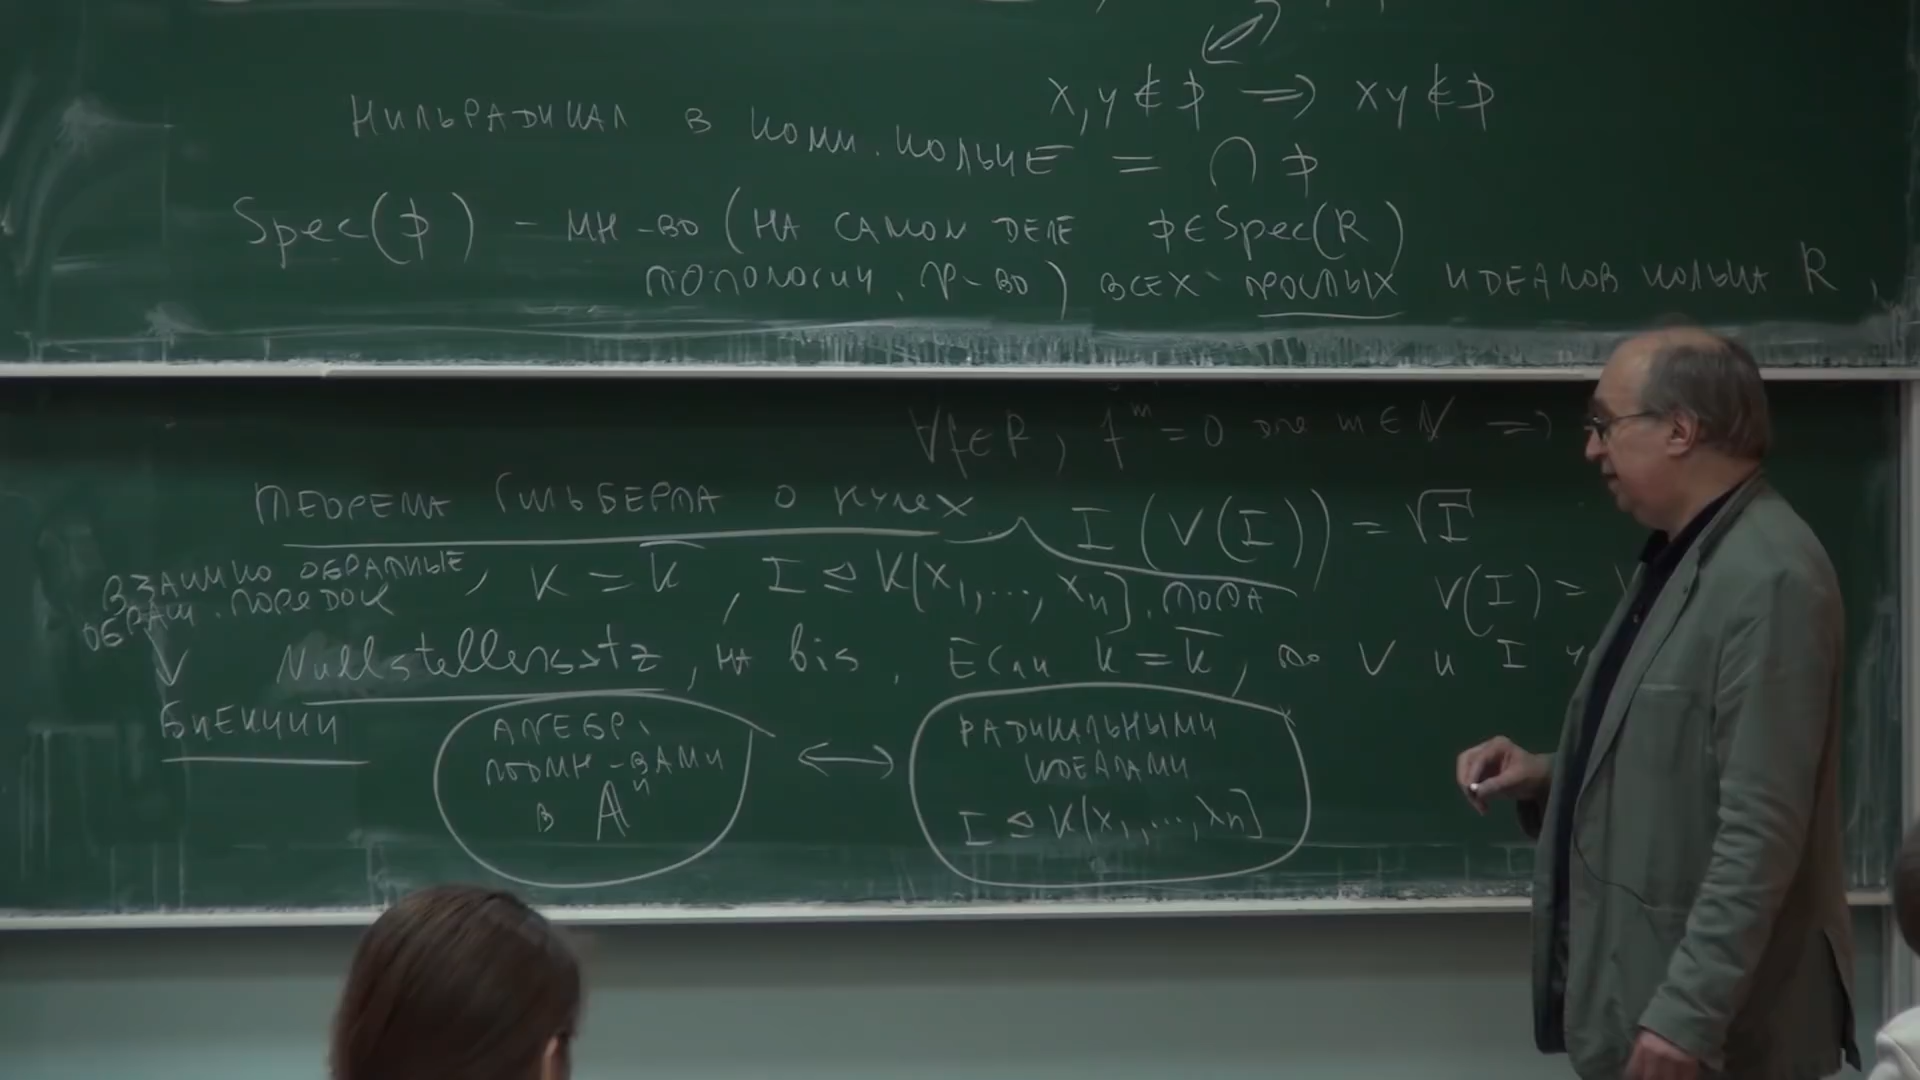 x, y ∉ 𝔭 ⟹ xy ∉ 𝔭
Нильрадикал в комм. кольце = ∩ 𝔭
Spec(𝔭) - мн-во (на самом деле 𝔭 ∈ Spec(R)
топологич. пр-во) всех простых идеалов кольца R,
∀f∈R, f^m = 0 для m ∈ N ⟹
Теорема Гильберта о нулях I(V(I)) = √I
, K = K̄, I ⊴ K[x₁,...,xₙ]. тогда
V(I) =
взаимно обратные
обращ. порядок
V Nullstellensatz, bis. Если K = K̄, то V и I
Биекции
алгебр.
подмн-вами
в 𝔸ⁿ
⟷
радикальными
идеалами
I ⊴ K[x₁,...,xₙ]